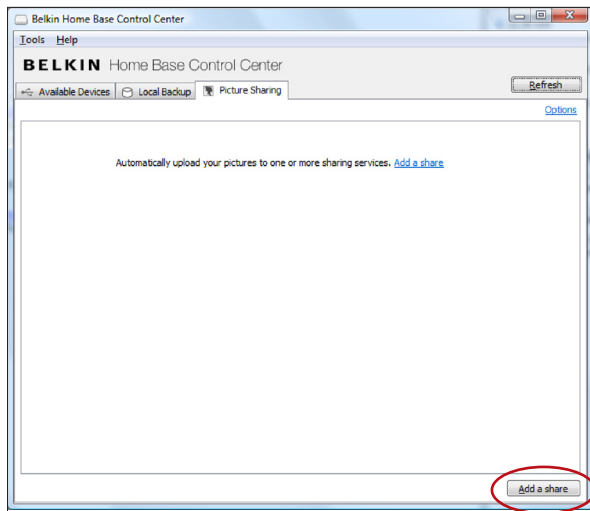 Belkin Home Base Control Center
Tools Help
BELKIN Home Base Control Center
Available Devices Local Backup Picture Sharing Refresh
Options
Automatically upload your pictures to one or more sharing services. Add a share
Add a share